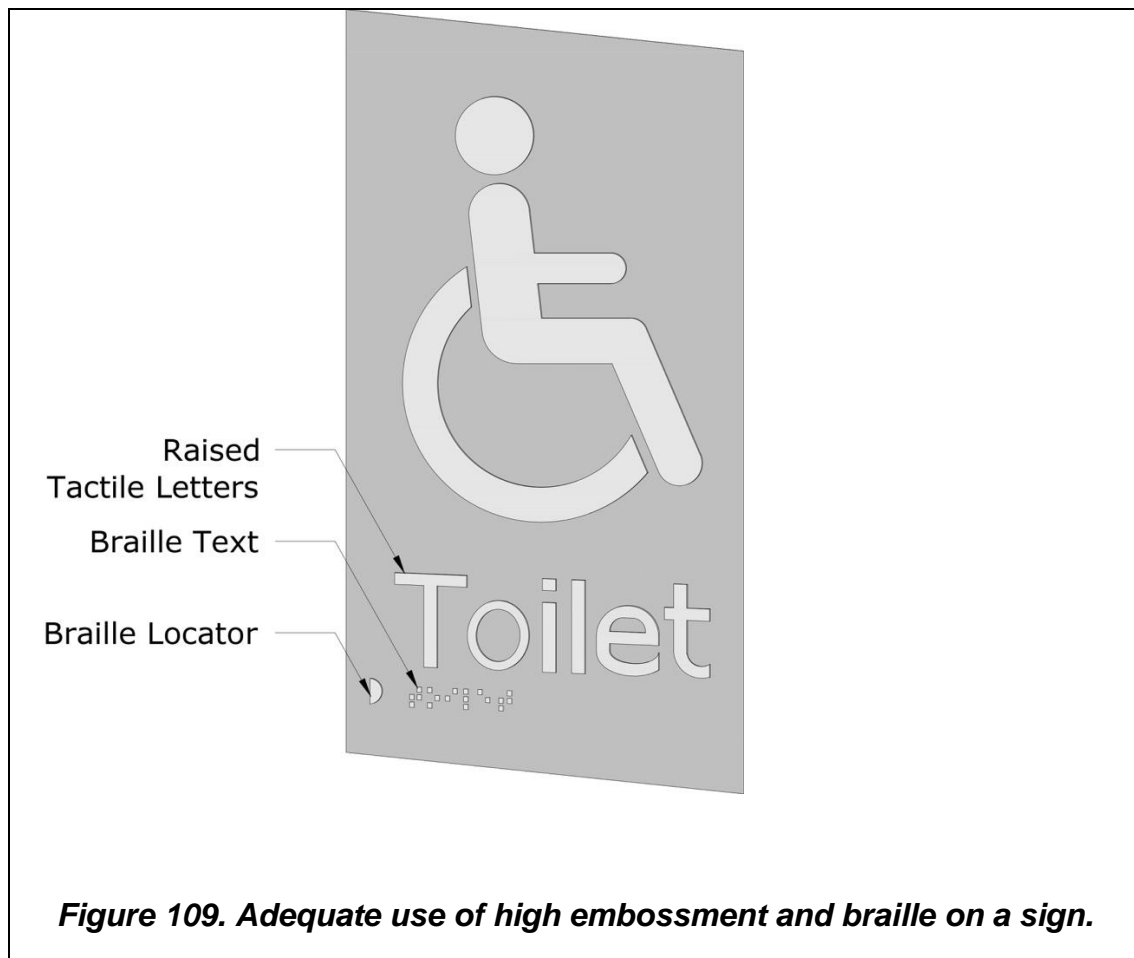 Raised
Tactile Letters
Braille Text
Braille Locator
Toilet
Figure 109. Adequate use of high embossment and braille on a sign.